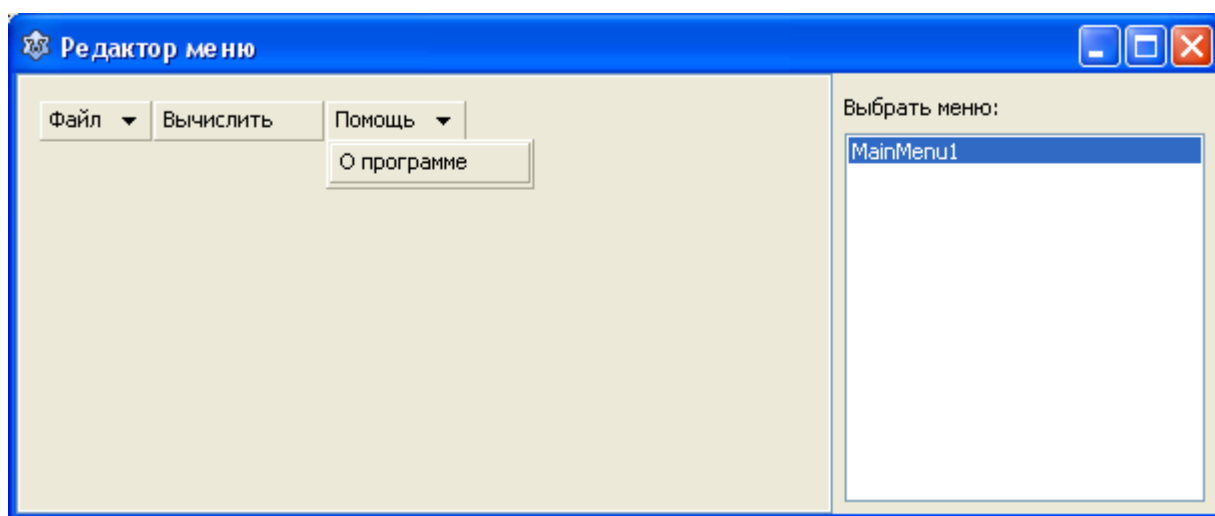 Редактор меню
Файл Вычислить Помощь
О программе
Выбрать меню:
MainMenu1